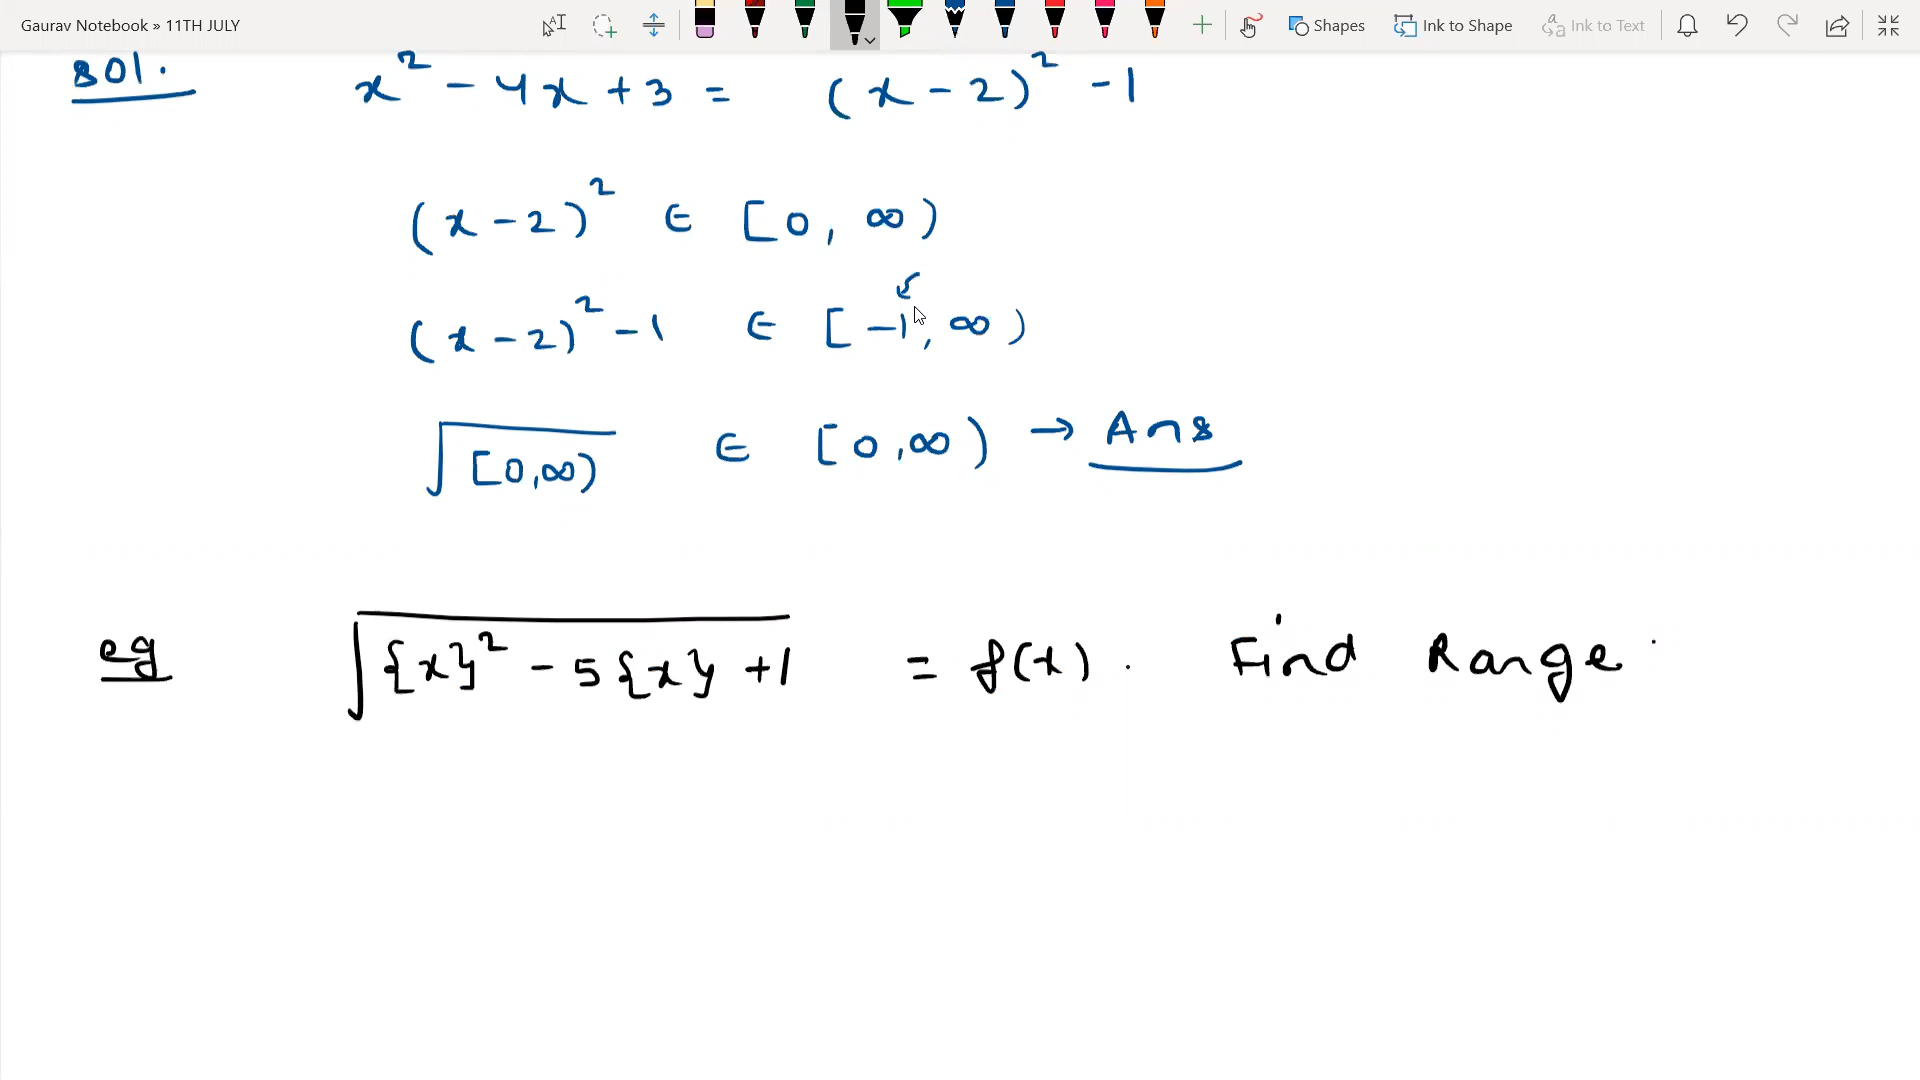 Gaurav Notebook » 11TH JULY
Shapes
Ink to Shape
Ink to Text
sol. x² - 4x + 3 = (x - 2)² - 1
(x - 2)² ∈ [0, ∞)
(x - 2)² - 1 ∈ [-1, ∞)
√[0,∞) ∈ [0,∞) → Ans
eg √{x}² - 5{x} + 1 = f(x). Find Range.